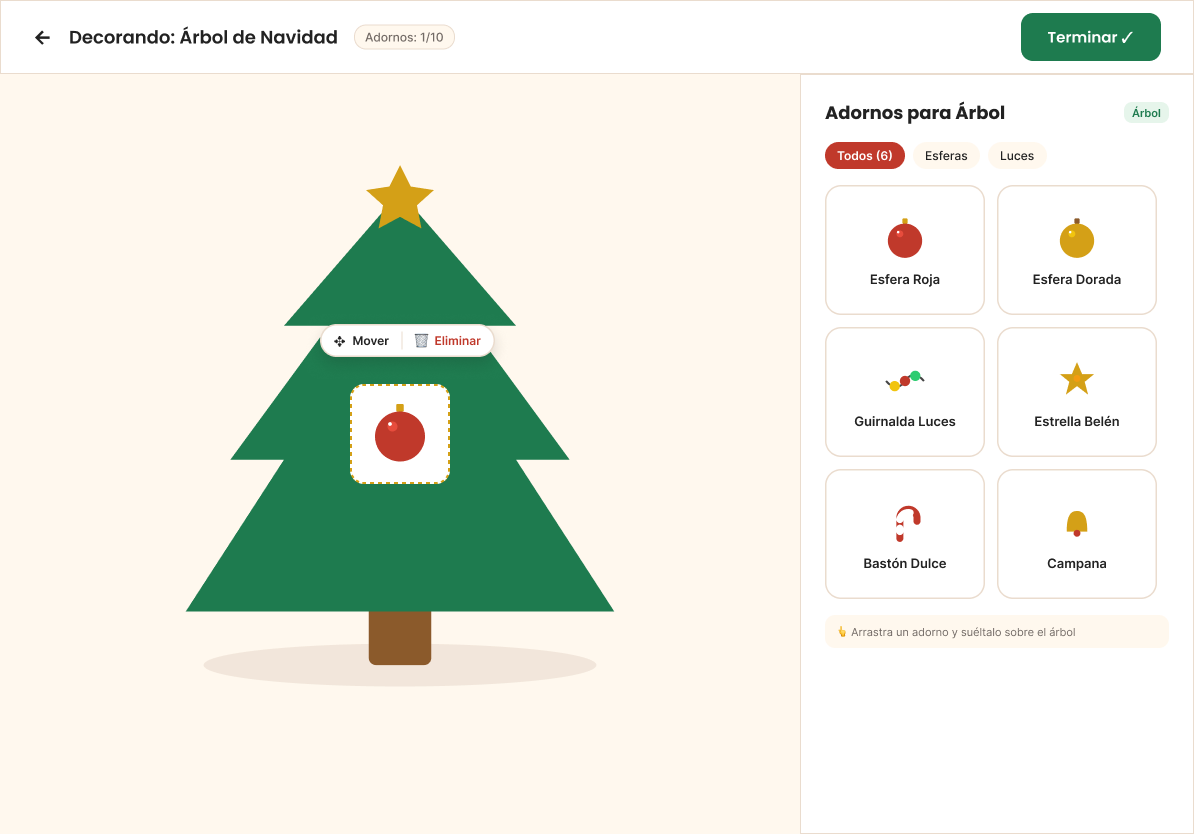 Decorando: Árbol de Navidad
Adornos: 1/10
Terminar ✓
Mover
Eliminar
Adornos para Árbol
Árbol
Todos (6)
Esferas
Luces
Esfera Roja
Esfera Dorada
Guirnalda Luces
Estrella Belén
Bastón Dulce
Campana
Arrastra un adorno y suéltalo sobre el árbol